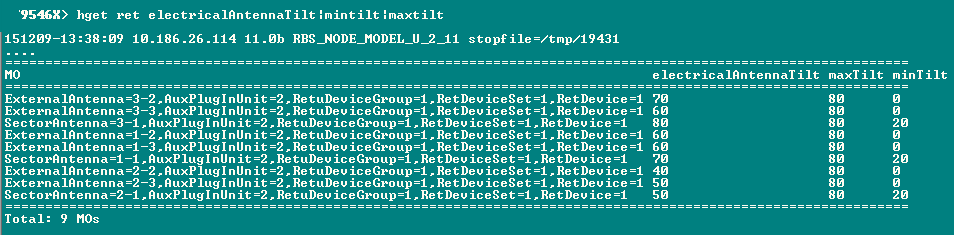 9546X> hget ret electricalAntennaTilt|mintilt|maxtilt
151209-13:38:09 10.186.26.114 11.0b RBS_NODE_MODEL_U_2_11 stopfile=/tmp/19431
....
=================================================================================================================
MO electricalAntennaTilt maxTilt minTilt
=================================================================================================================
ExternalAntenna=3-2,AuxPlugInUnit=2,RetuDeviceGroup=1,RetDeviceSet=1,RetDevice=1 70 80 0
ExternalAntenna=3-3,AuxPlugInUnit=2,RetuDeviceGroup=1,RetDeviceSet=1,RetDevice=1 60 80 0
SectorAntenna=3-1,AuxPlugInUnit=2,RetuDeviceGroup=1,RetDeviceSet=1,RetDevice=1 80 80 20
ExternalAntenna=1-2,AuxPlugInUnit=2,RetuDeviceGroup=1,RetDeviceSet=1,RetDevice=1 60 80 0
ExternalAntenna=1-3,AuxPlugInUnit=2,RetuDeviceGroup=1,RetDeviceSet=1,RetDevice=1 60 80 0
SectorAntenna=1-1,AuxPlugInUnit=2,RetuDeviceGroup=1,RetDeviceSet=1,RetDevice=1 70 80 20
ExternalAntenna=2-2,AuxPlugInUnit=2,RetuDeviceGroup=1,RetDeviceSet=1,RetDevice=1 40 80 0
ExternalAntenna=2-3,AuxPlugInUnit=2,RetuDeviceGroup=1,RetDeviceSet=1,RetDevice=1 50 80 0
SectorAntenna=2-1,AuxPlugInUnit=2,RetuDeviceGroup=1,RetDeviceSet=1,RetDevice=1 50 80 20
=================================================================================================================
Total: 9 MOs